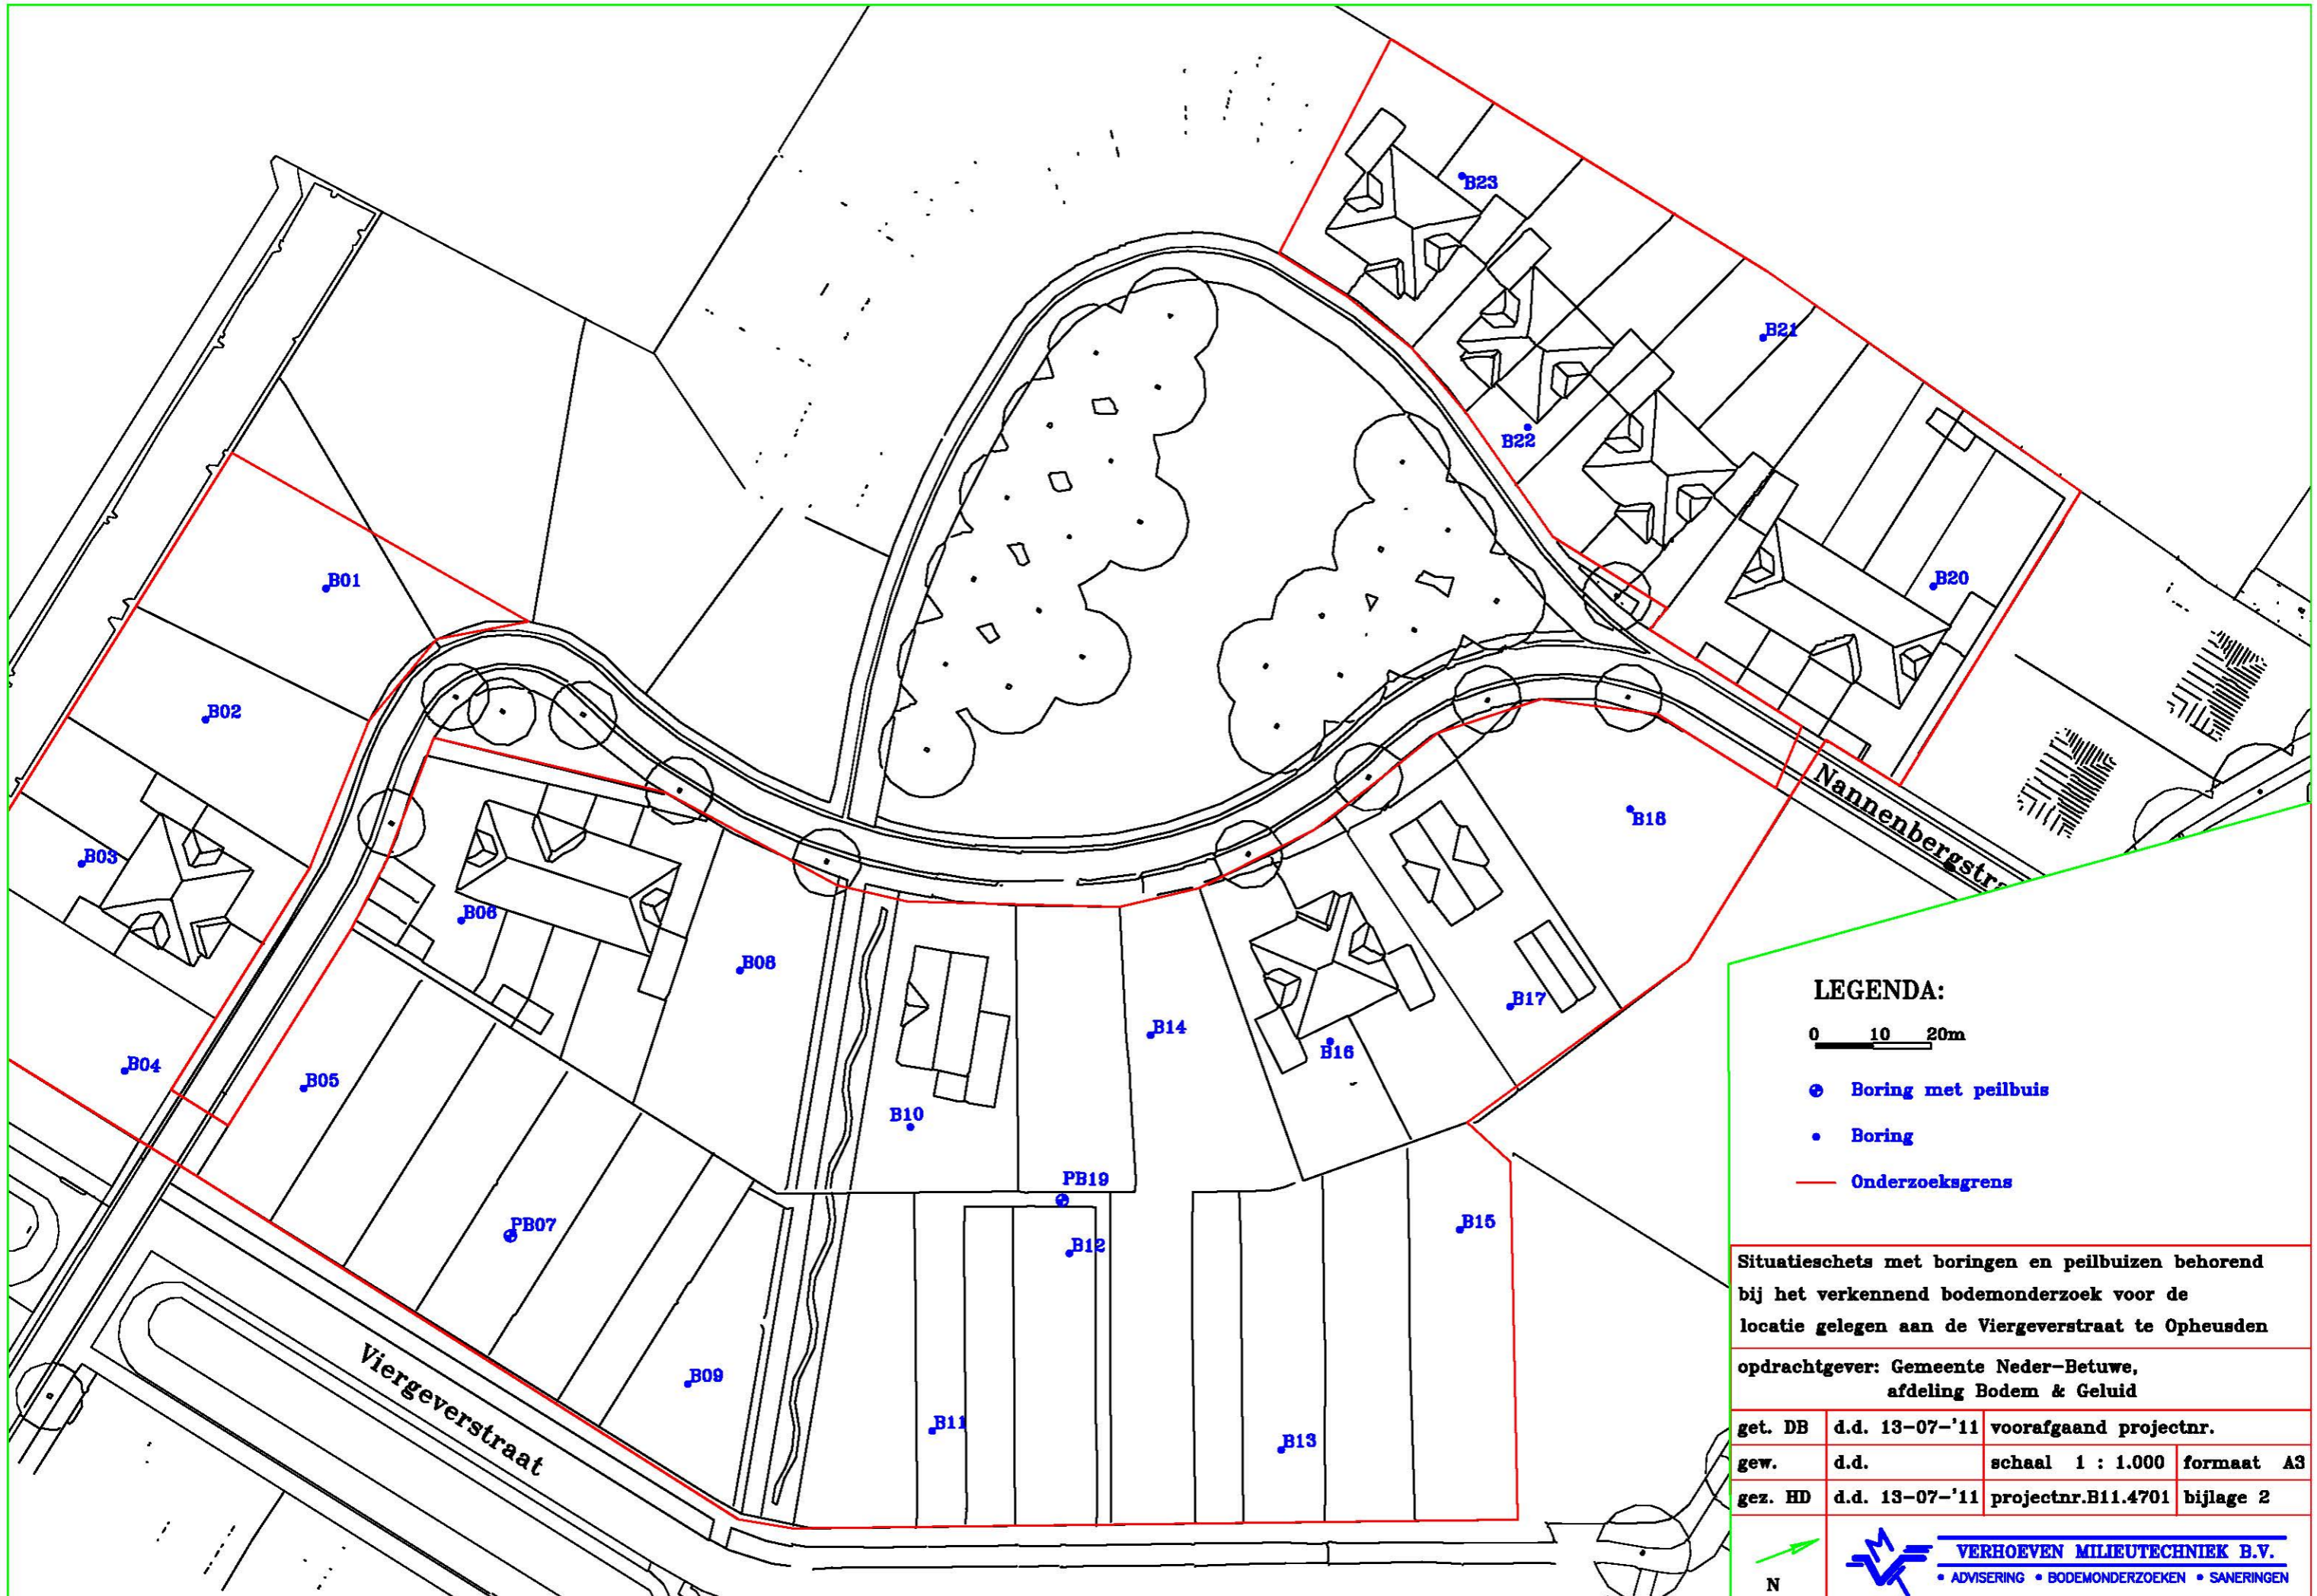 B23
B21
B22
B20
B01
B02
B03
B04
B05
B06
B08
B18
Nannenbergstra
B17
B14
B16
B10
PB19
B12
B15
PB07
B09
B11
B13
Viergeverstraat
LEGENDA:
0 10 20m
Boring met peilbuis
Boring
Onderzoeksgrens
Situatieschets met boringen en peilbuizen behorend
bij het verkennend bodemonderzoek voor de
locatie gelegen aan de Viergeverstraat te Opheusden
opdrachtgever: Gemeente Neder-Betuwe,
afdeling Bodem & Geluid
get. DB d.d. 13-07-'11 voorafgaand projectnr.
gew. d.d. schaal 1 : 1.000 formaat A3
gez. HD d.d. 13-07-'11 projectnr.B11.4701 bijlage 2
N
VERHOEVEN MILIEUTECHNIEK B.V.
• ADVISERING • BODEMONDERZOEKEN • SANERINGEN